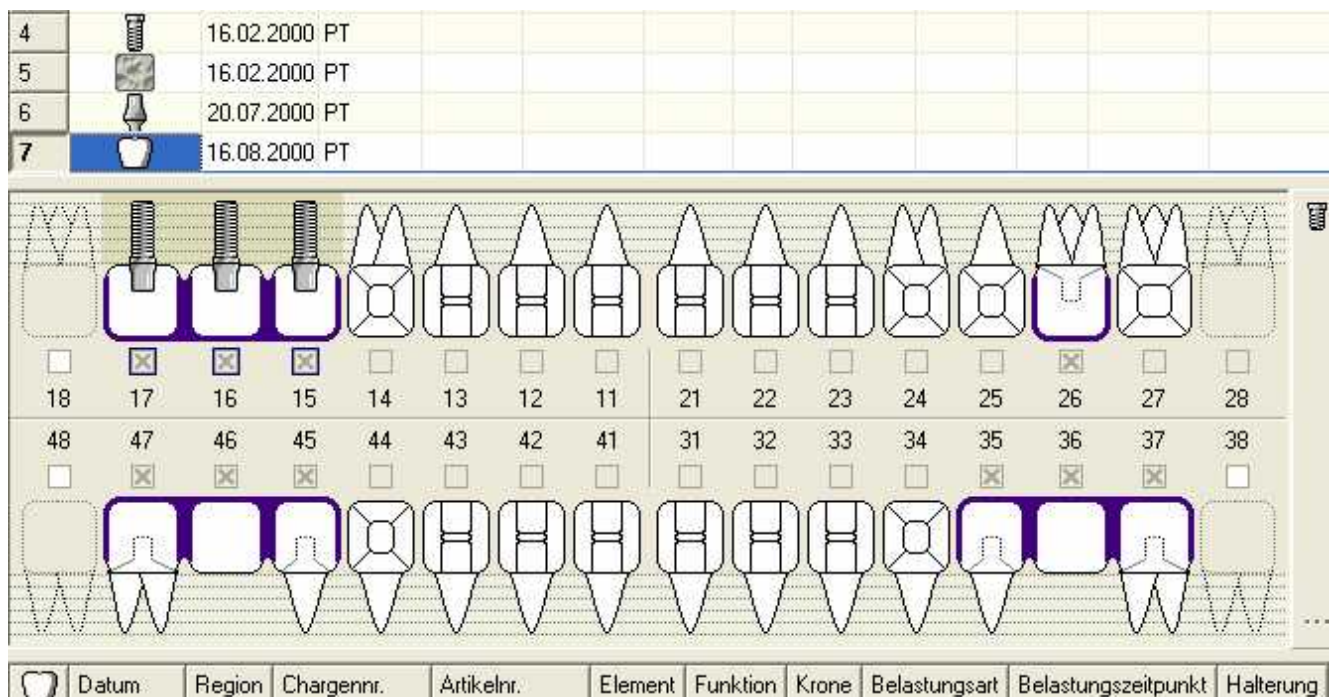 4 16.02.2000 PT
5 16.02.2000 PT
6 20.07.2000 PT
7 16.08.2000 PT
18 17 16 15 14 13 12 11 21 22 23 24 25 26 27 28
48 47 46 45 44 43 42 41 31 32 33 34 35 36 37 38
...
Datum Region Chargennr. Artikelnr. Element Funktion Krone Belastungsart Belastungszeitpunkt Halterung